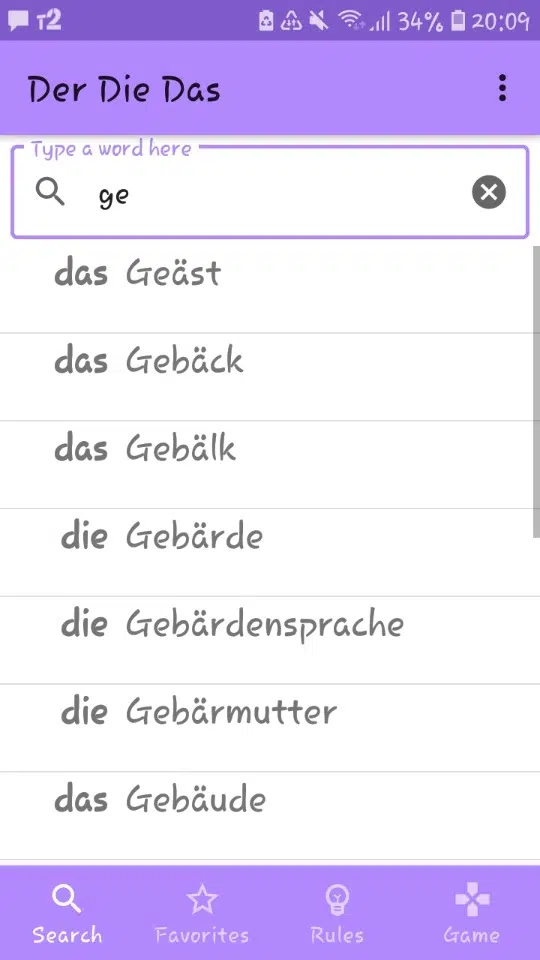 T2 34% 20:09
Der Die Das
Type a word here
ge
das Geäst
das Gebäck
das Gebälk
die Gebärde
die Gebärdensprache
die Gebärmutter
das Gebäude
Search Favorites Rules Game